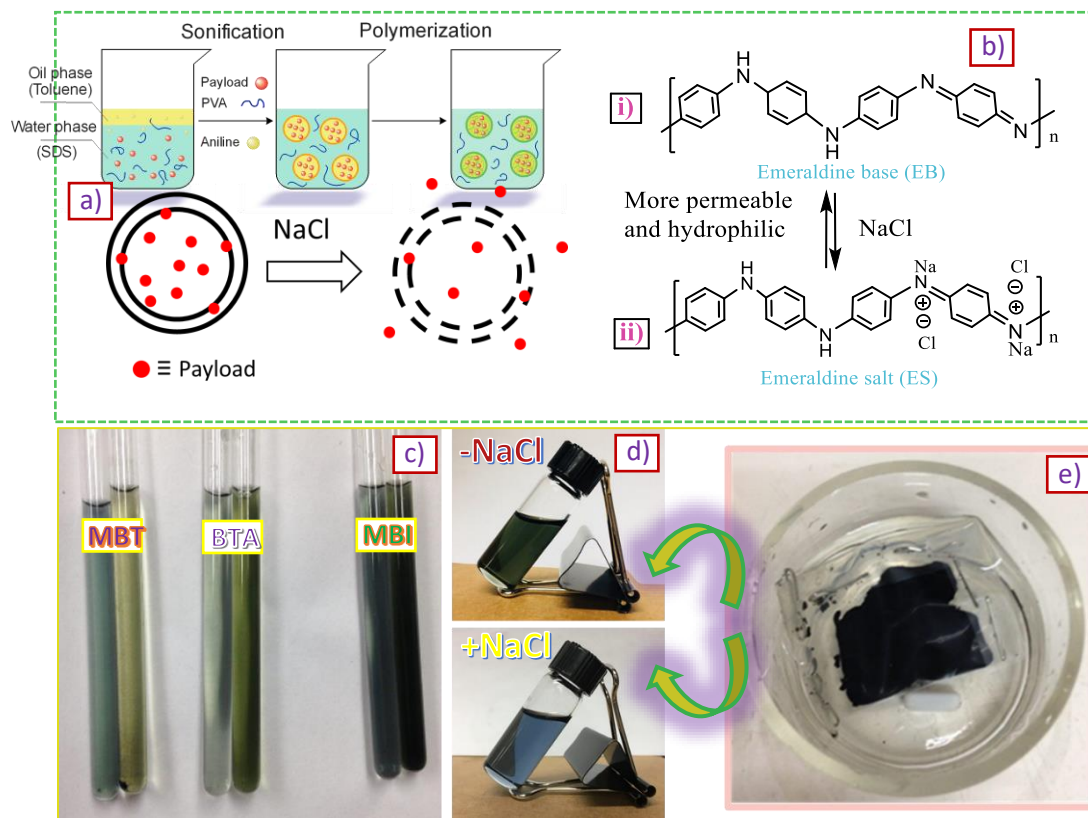 Sonification
Polymerization
Oil phase
(Toluene)
Water phase
(SDS)
Payload
PVA
Aniline
a)
NaCl
≡ Payload
b)
i)
H
N
N
N
H
N
n
Emeraldine base (EB)
More permeable
and hydrophilic
NaCl
ii)
H
N
Na
N
+
−
Cl
Cl
−
+
N
Na
N
H
n
Emeraldine salt (ES)
c)
MBT
BTA
MBI
d)
-NaCl
+NaCl
e)